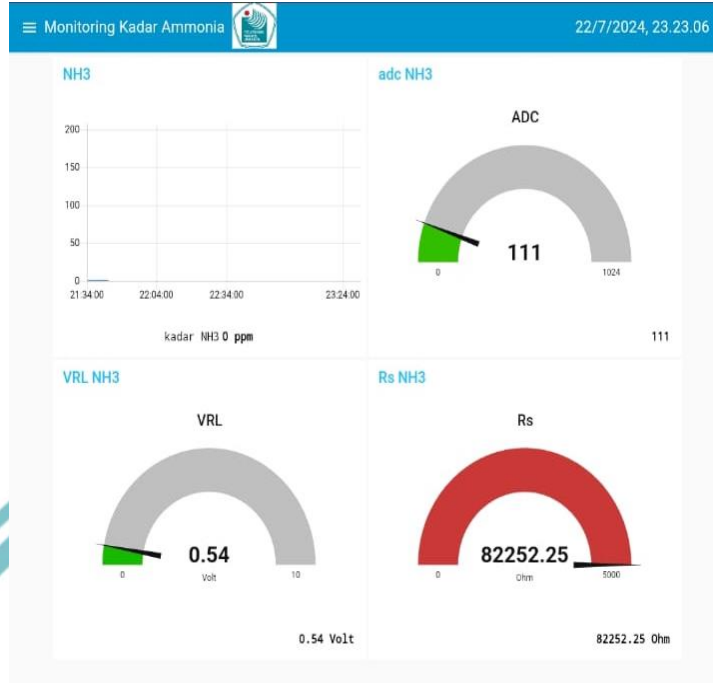 Monitoring Kadar Ammonia
22/7/2024, 23.23.06
NH3
200
150
100
50
0
21:34:00 22:04:00 22:34:00 23:24:00
kadar NH3 0 ppm
adc NH3
ADC
111
0 1024
111
VRL NH3
VRL
0.54
0 Volt 10
0.54 Volt
Rs NH3
Rs
82252.25
0 Ohm 5000
82252.25 Ohm